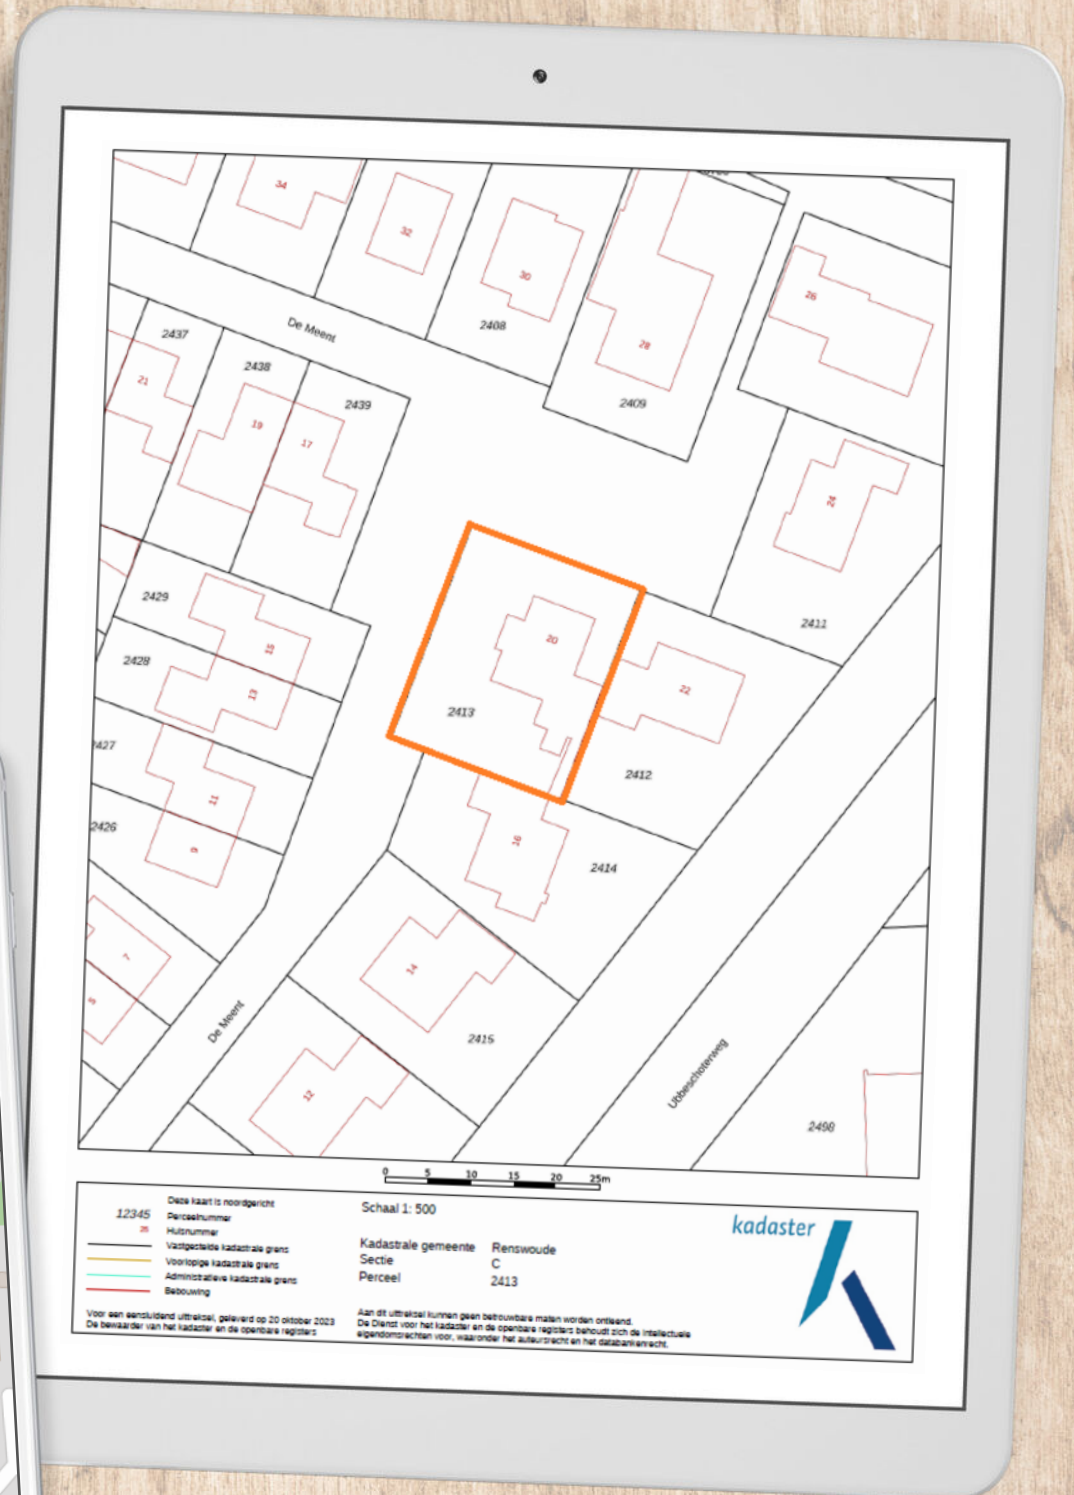 34
32
30
28
26
2408
De Meent
2409
2437
2438
2439
21
19
17
24
2411
2429
15
2428
13
20
2413
22
2412
2427
11
2426
9
16
2414
7
5
14
2415
De Meent
12
Ubbeschoterweg
2498
0 5 10 15 20 25m
Deze kaart is noordgericht
12345 Perceelnummer
25 Huisnummer
Vastgestelde kadastrale grens
Voorlopige kadastrale grens
Administratieve kadastrale grens
Bebouwing
Voor een eensluidend uittreksel, geleverd op 20 oktober 2023
De bewaarder van het kadaster en de openbare registers
Schaal 1: 500
Kadastrale gemeente Renswoude
Sectie C
Perceel 2413
Aan dit uittreksel kunnen geen betrouwbare maten worden ontleend.
De Dienst voor het kadaster en de openbare registers behoudt zich de intellectuele
eigendomsrechten voor, waaronder het auteursrecht en het databankenrecht.
kadaster